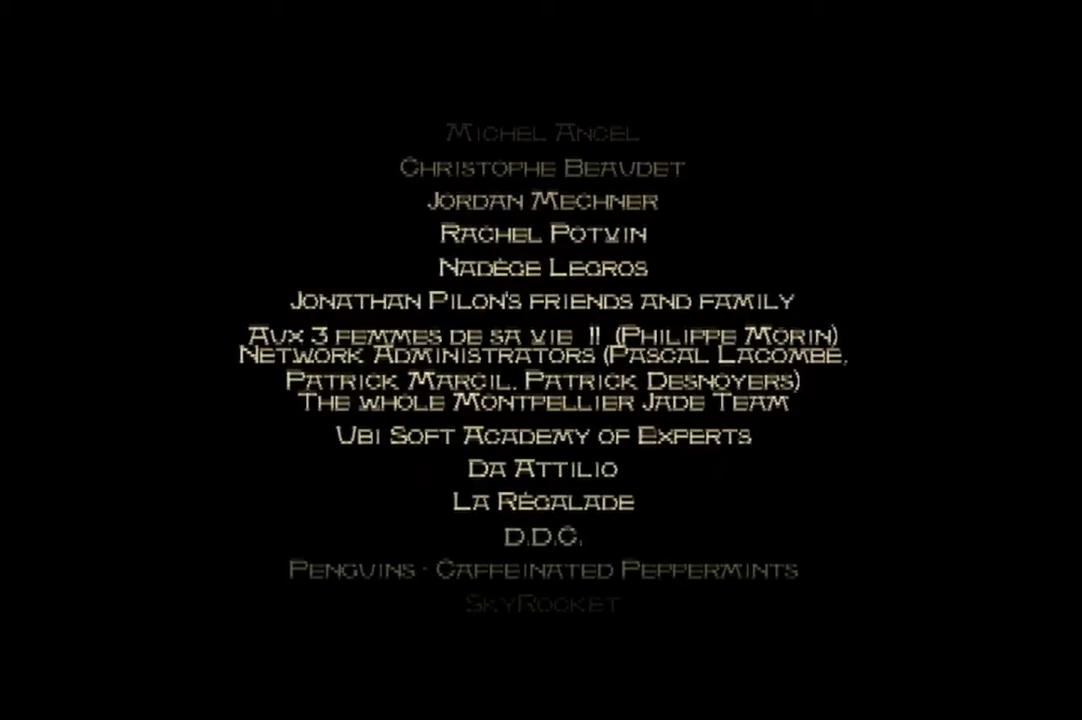 Michel Ancel
Christophe Beaudet
Jordan Mechner
Rachel Potvin
Nadège Legros
Jonathan Pilon's friends and family
Aux 3 femmes de sa vie !! (Philippe Morin)
Network Administrators (Pascal Lacombe,
Patrick Marcil, Patrick Desnoyers)
The whole Montpellier Jade Team
Ubi Soft Academy of Experts
Da Attilio
La Régalade
D.D.C.
Penguins - Caffeinated Peppermints
SkyRocket